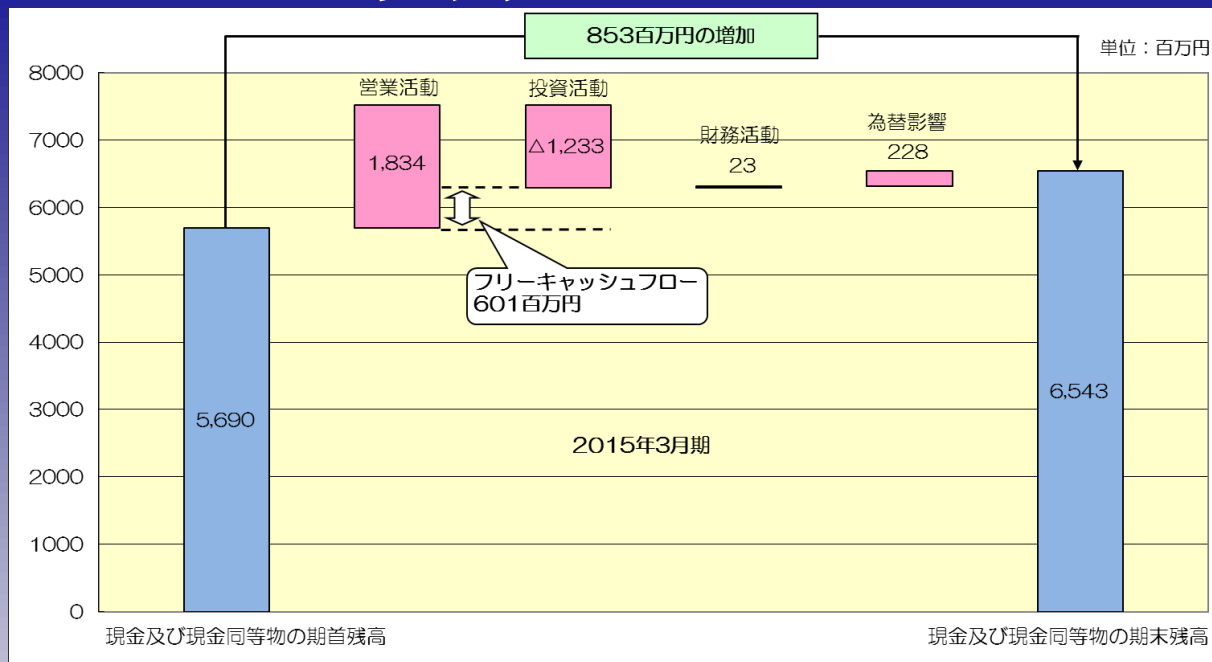 853百万円の増加
単位：百万円
8000
7000
6000
5000
4000
3000
2000
1000
0
営業活動
1,834
投資活動
△1,233
財務活動
23
為替影響
228
フリーキャッシュフロー
601百万円
5,690
6,543
2015年3月期
現金及び現金同等物の期首残高
現金及び現金同等物の期末残高